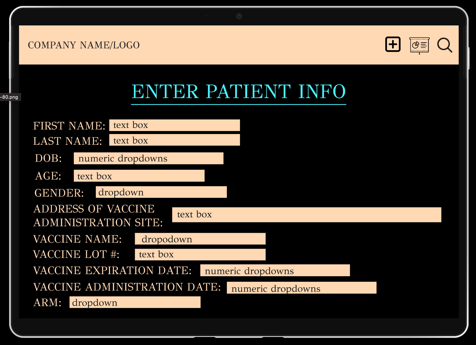 COMPANY NAME/LOGO
ENTER PATIENT INFO
FIRST NAME: text box
LAST NAME: text box
DOB: numeric dropdowns
AGE: text box
GENDER: dropdown
ADDRESS OF VACCINE
ADMINISTRATION SITE: text box
VACCINE NAME: dropodown
VACCINE LOT #: text box
VACCINE EXPIRATION DATE: numeric dropdowns
VACCINE ADMINISTRATION DATE: numeric dropdowns
ARM: dropdown